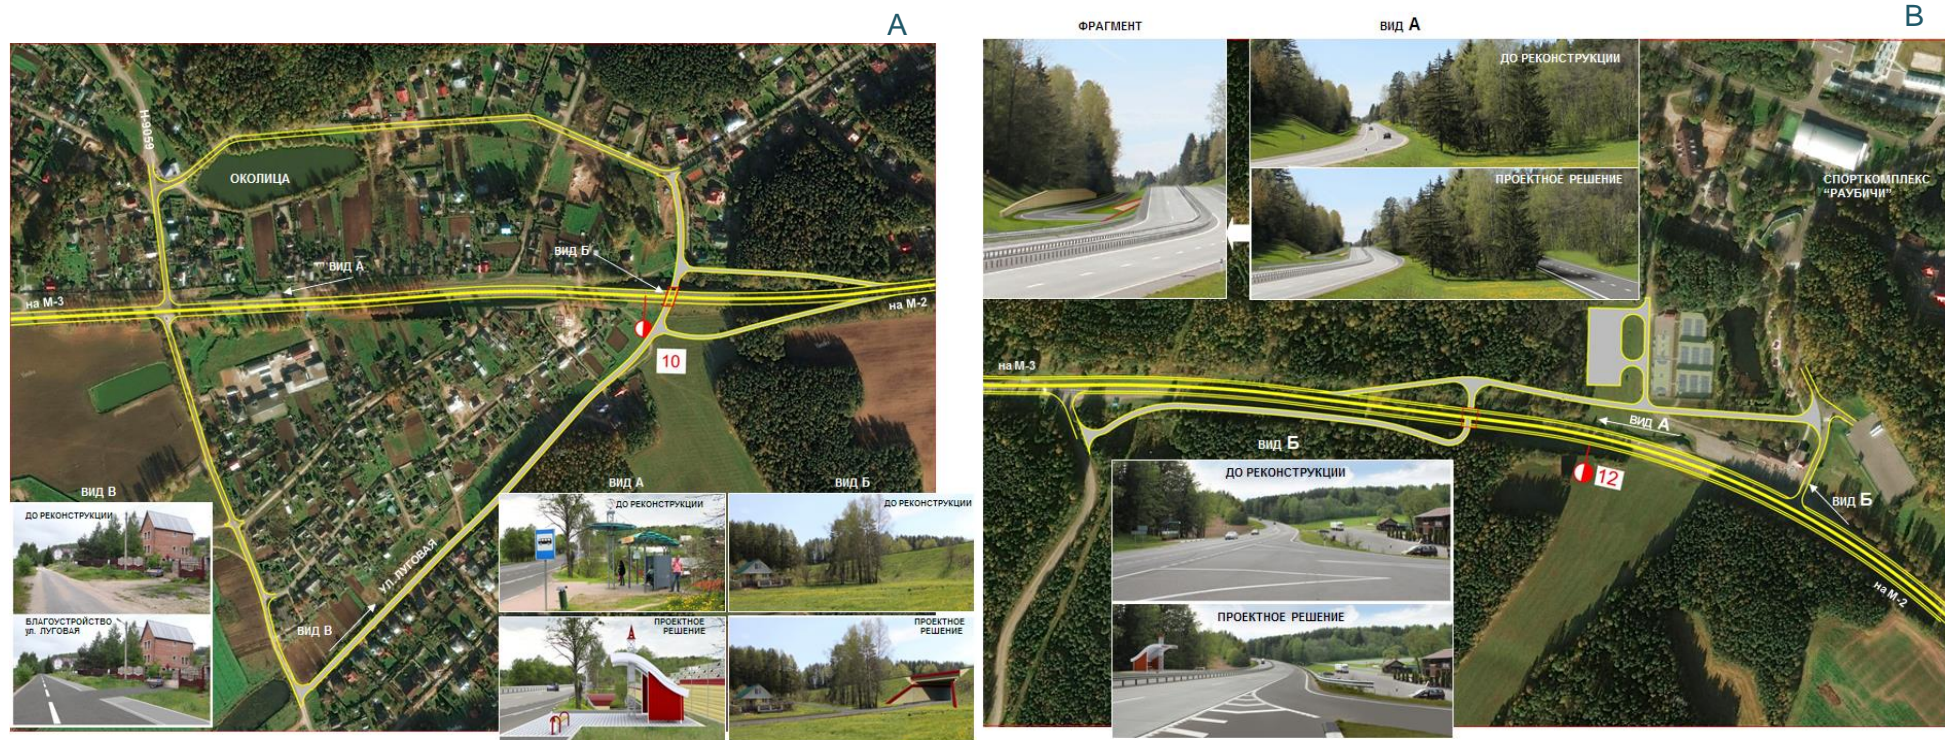 А
Н-9059
ОКОЛИЦА
ВИД А
ВИД Б
на М-3
на М-2
10
ВИД В
ДО РЕКОНСТРУКЦИИ
БЛАГОУСТРОЙСТВО
ул. ЛУГОВАЯ
УЛ. ЛУГОВАЯ
ВИД В
ВИД А
ДО РЕКОНСТРУКЦИИ
ПРОЕКТНОЕ
РЕШЕНИЕ
ВИД Б
ДО РЕКОНСТРУКЦИИ
ПРОЕКТНОЕ
РЕШЕНИЕ
В
ФРАГМЕНТ
ВИД А
ДО РЕКОНСТРУКЦИИ
ПРОЕКТНОЕ РЕШЕНИЕ
СПОРТКОМПЛЕКС
“РАУБИЧИ”
на М-3
ВИД А
ВИД Б
12
ВИД Б
на М-2
ДО РЕКОНСТРУКЦИИ
ПРОЕКТНОЕ РЕШЕНИЕ